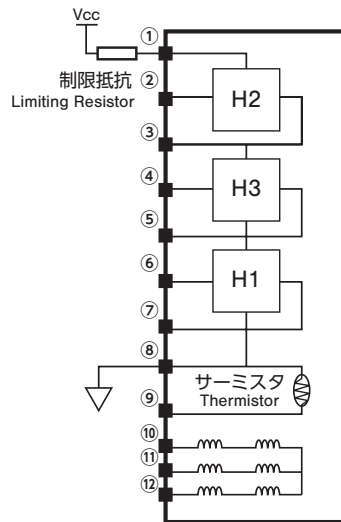 Vcc
①
制限抵抗
Limiting Resistor
②
H2
③
④
H3
⑤
⑥
H1
⑦
⑧
サーミスタ
Thermistor
⑨
⑩
⑪
⑫